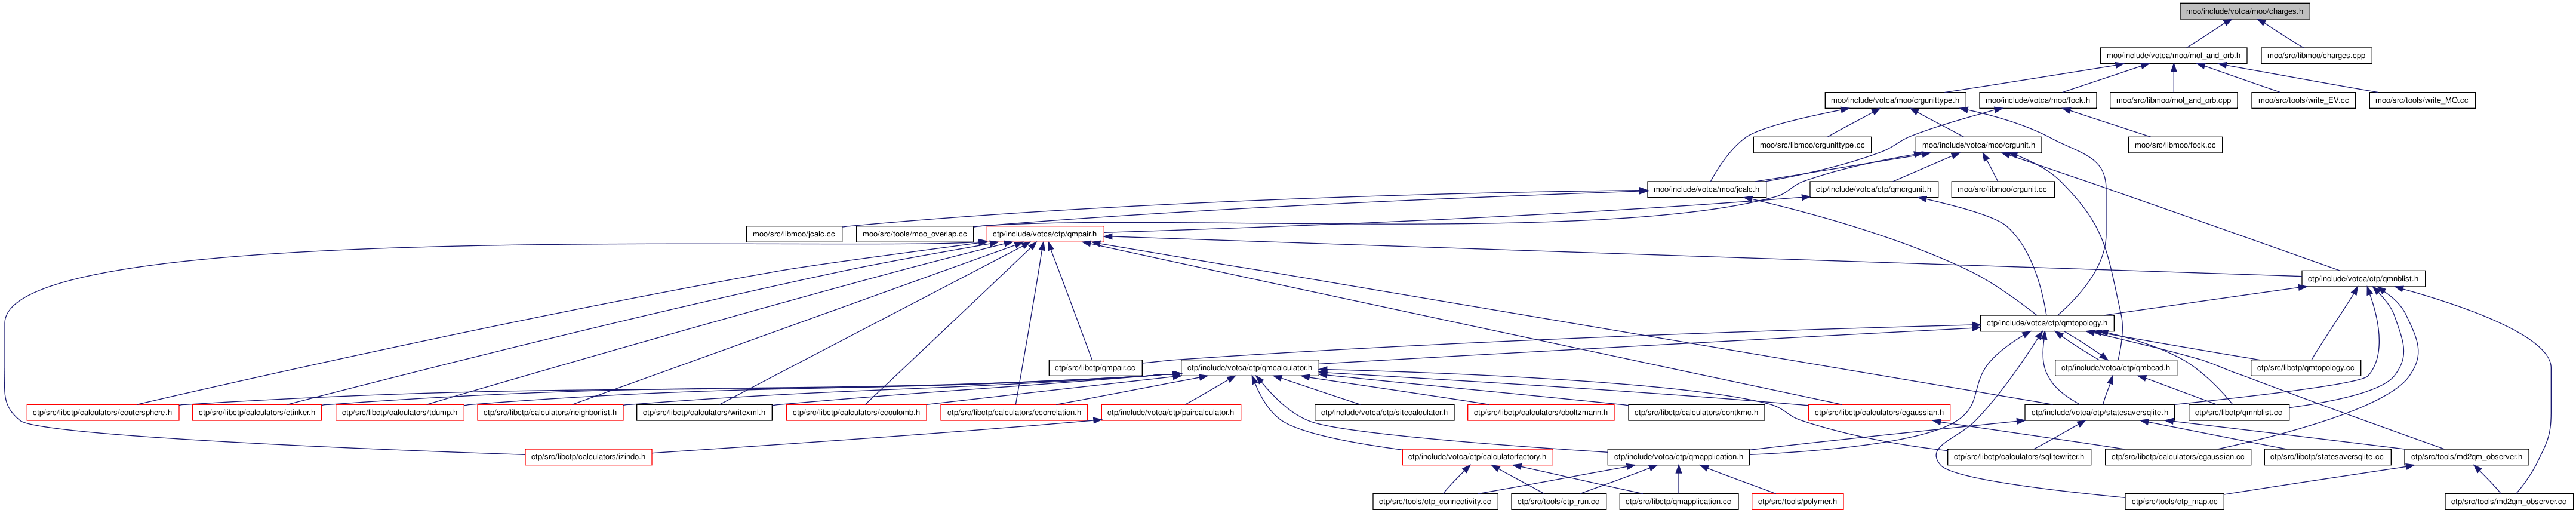 moo/include/votca/moo/charges.h
moo/include/votca/moo/mol_and_orb.h
moo/src/libmoo/charges.cpp
moo/include/votca/moo/crgunittype.h
moo/include/votca/moo/fock.h
moo/src/libmoo/mol_and_orb.cpp
moo/src/tools/write_EV.cc
moo/src/tools/write_MO.cc
moo/src/libmoo/crgunittype.cc
moo/include/votca/moo/crgunit.h
moo/src/libmoo/fock.cc
moo/include/votca/moo/jcalc.h
ctp/include/votca/ctp/qmcrgunit.h
moo/src/libmoo/crgunit.cc
moo/src/libmoo/jcalc.cc
moo/src/tools/moo_overlap.cc
ctp/include/votca/ctp/qmpair.h
ctp/include/votca/ctp/qmnblist.h
ctp/include/votca/ctp/qmtopology.h
ctp/src/libctp/qmpair.cc
ctp/include/votca/ctp/qmcalculator.h
ctp/include/votca/ctp/qmbead.h
ctp/src/libctp/qmtopology.cc
ctp/src/libctp/calculators/eoutersphere.h
ctp/src/libctp/calculators/etinker.h
ctp/src/libctp/calculators/tdump.h
ctp/src/libctp/calculators/neighborlist.h
ctp/src/libctp/calculators/writexml.h
ctp/src/libctp/calculators/ecoulomb.h
ctp/src/libctp/calculators/ecorrelation.h
ctp/include/votca/ctp/paircalculator.h
ctp/include/votca/ctp/sitecalculator.h
ctp/src/libctp/calculators/oboltzmann.h
ctp/src/libctp/calculators/contkmc.h
ctp/src/libctp/calculators/egaussian.h
ctp/include/votca/ctp/statesaversqlite.h
ctp/src/libctp/qmnblist.cc
ctp/src/libctp/calculators/izindo.h
ctp/include/votca/ctp/calculatorfactory.h
ctp/include/votca/ctp/qmapplication.h
ctp/src/libctp/calculators/sqlitewriter.h
ctp/src/libctp/calculators/egaussian.cc
ctp/src/libctp/statesaversqlite.cc
ctp/src/tools/md2qm_observer.h
ctp/src/tools/ctp_connectivity.cc
ctp/src/tools/ctp_run.cc
ctp/src/libctp/qmapplication.cc
ctp/src/tools/polymer.h
ctp/src/tools/ctp_map.cc
ctp/src/tools/md2qm_observer.cc